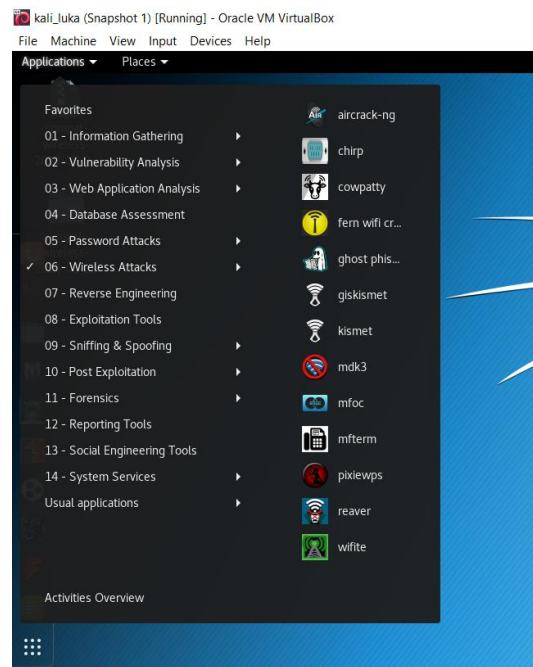 kali_luka (Snapshot 1) [Running] - Oracle VM VirtualBox
File Machine View Input Devices Help
Applications Places
Favorites
01 - Information Gathering
02 - Vulnerability Analysis
03 - Web Application Analysis
04 - Database Assessment
05 - Password Attacks
06 - Wireless Attacks
07 - Reverse Engineering
08 - Exploitation Tools
09 - Sniffing & Spoofing
10 - Post Exploitation
11 - Forensics
12 - Reporting Tools
13 - Social Engineering Tools
14 - System Services
Usual applications
Activities Overview
aircrack-ng
chirp
cowpatty
fern wifi cr...
ghost phis...
giskismet
kismet
mdk3
mfoc
mfterm
pixiewps
reaver
wifite